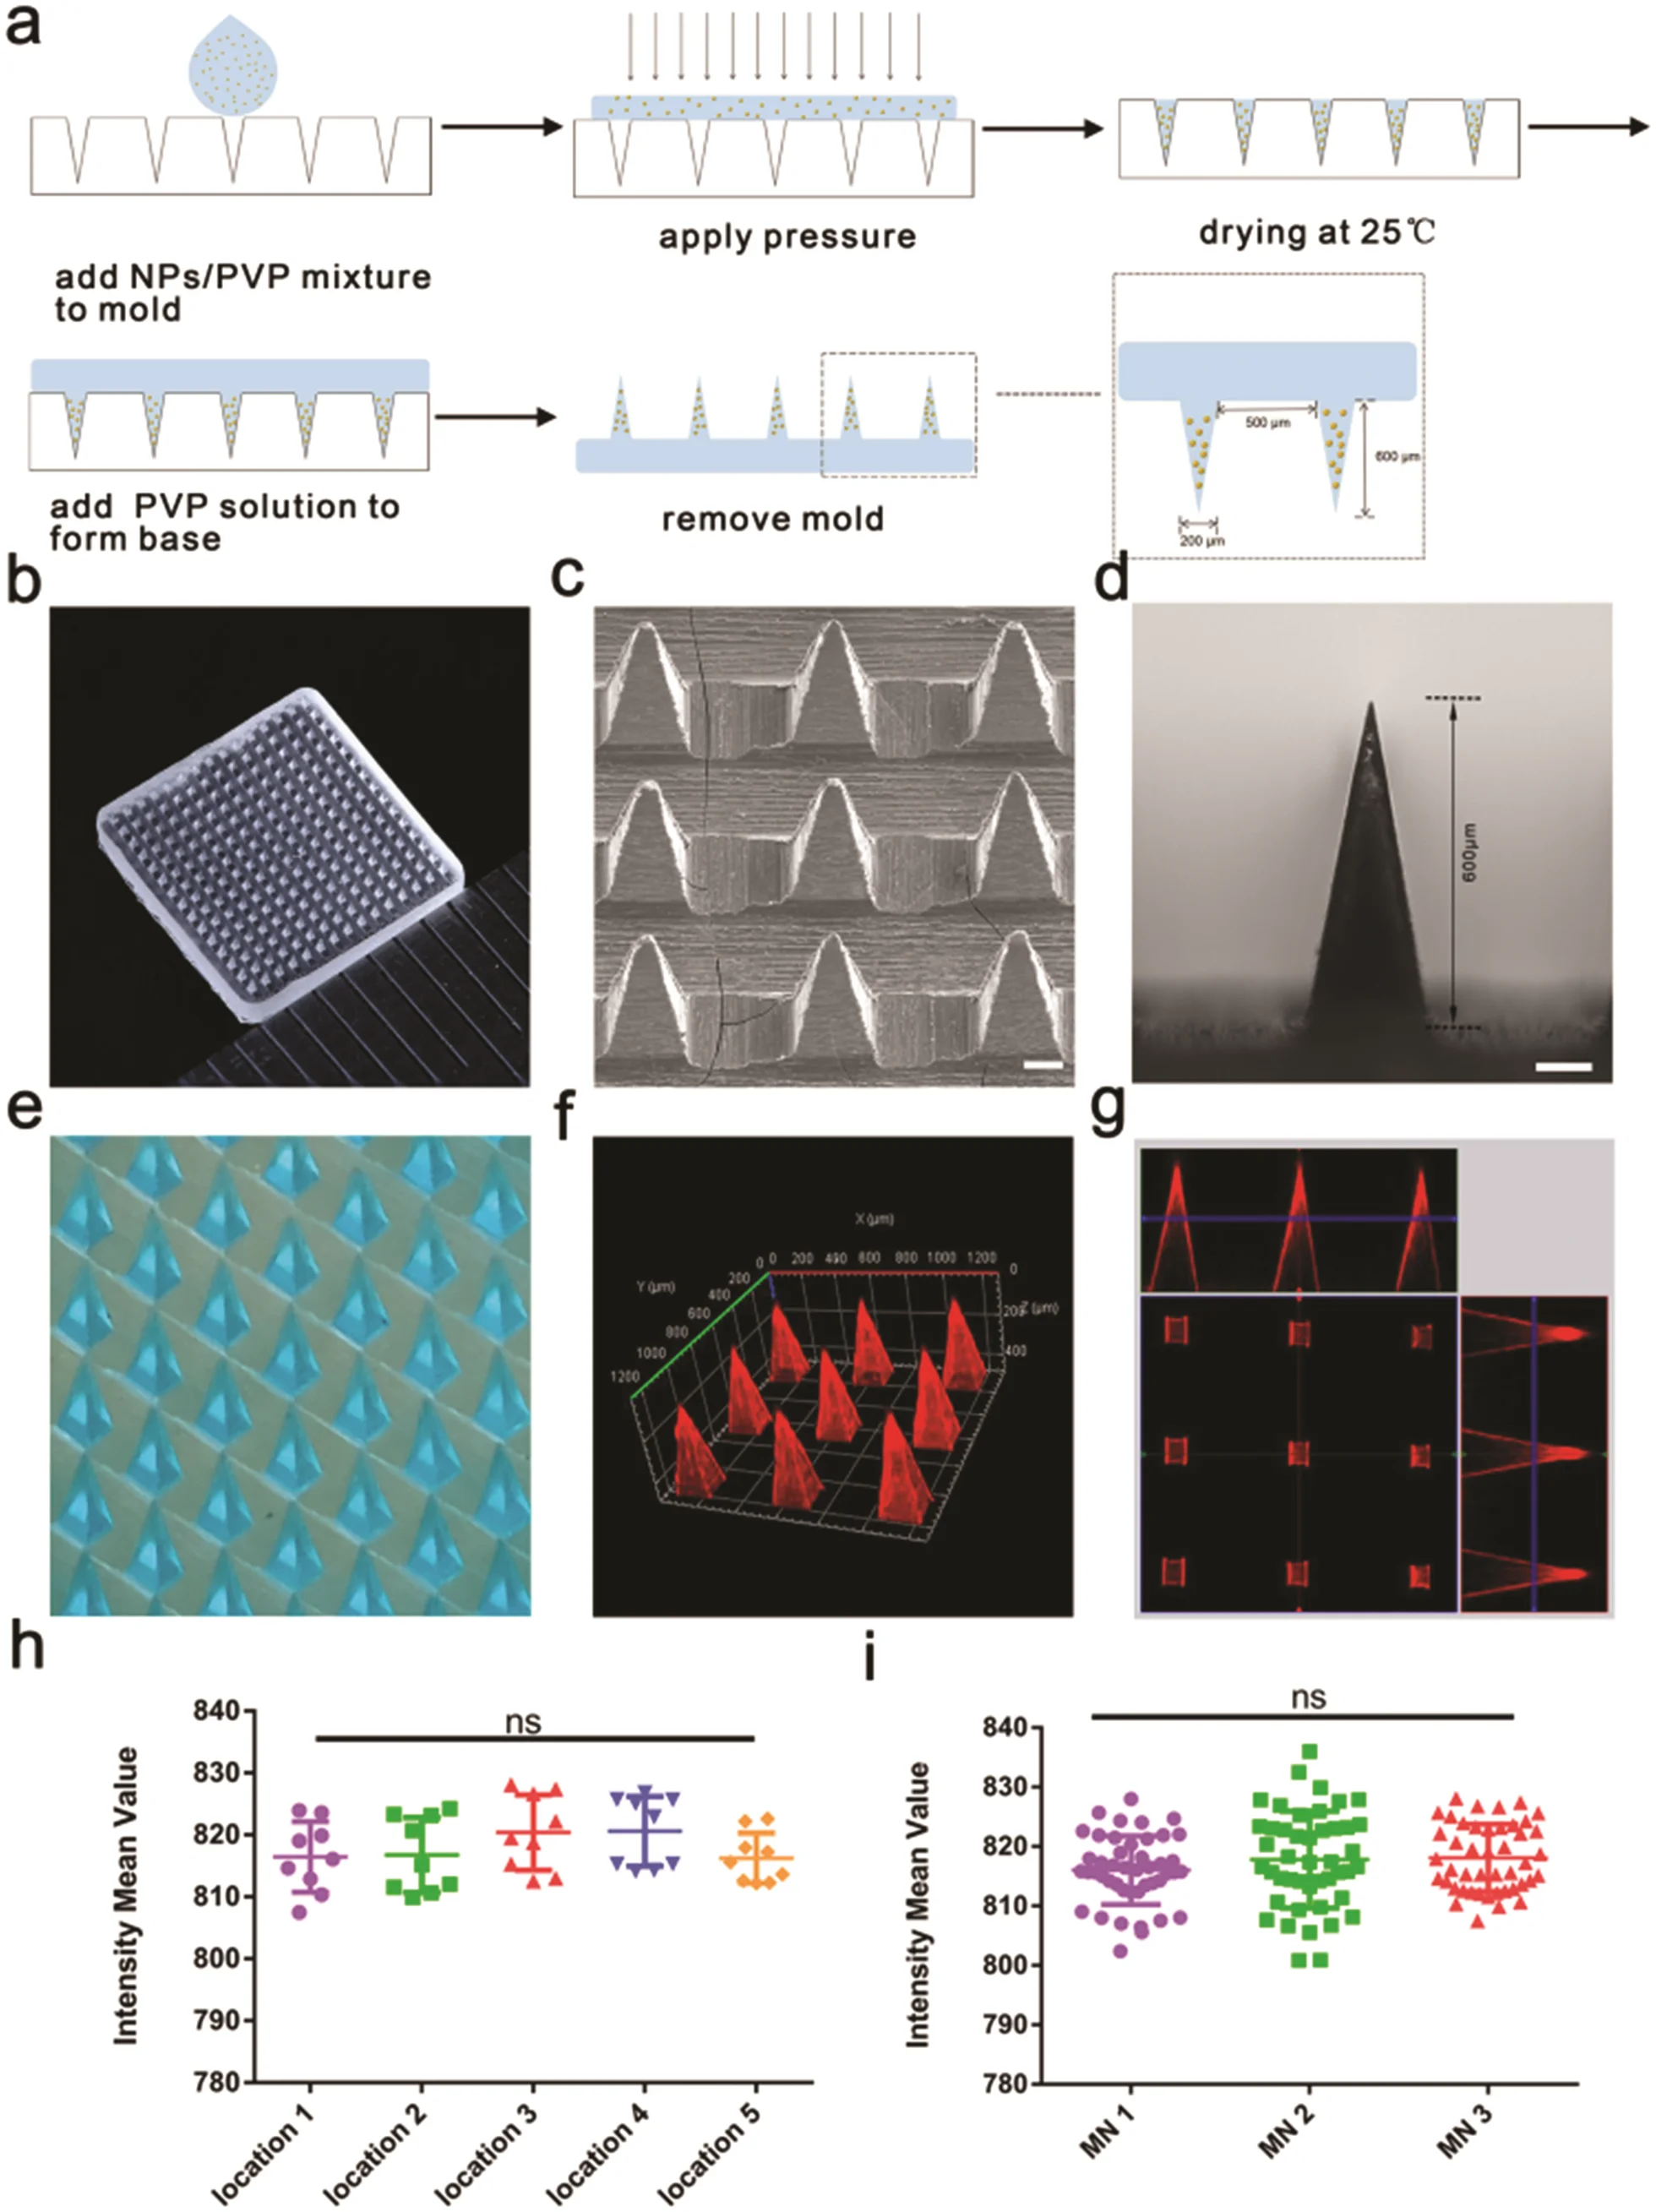 a
add NPs/PVP mixture
to mold
apply pressure
drying at 25℃
add PVP solution to
form base
remove mold
500 μm
600 μm
200 μm
b
c
d
600μm
e
f
X (μm)
0 200 400 600 800 1000 1200
Y (μm)
0
200
400
600
800
1000
1200
0
200
Z (μm)
400
g
h
ns
Intensity Mean Value
840
830
820
810
800
790
780
location 1
location 2
location 3
location 4
location 5
i
ns
Intensity Mean Value
840
830
820
810
800
790
780
MN 1
MN 2
MN 3